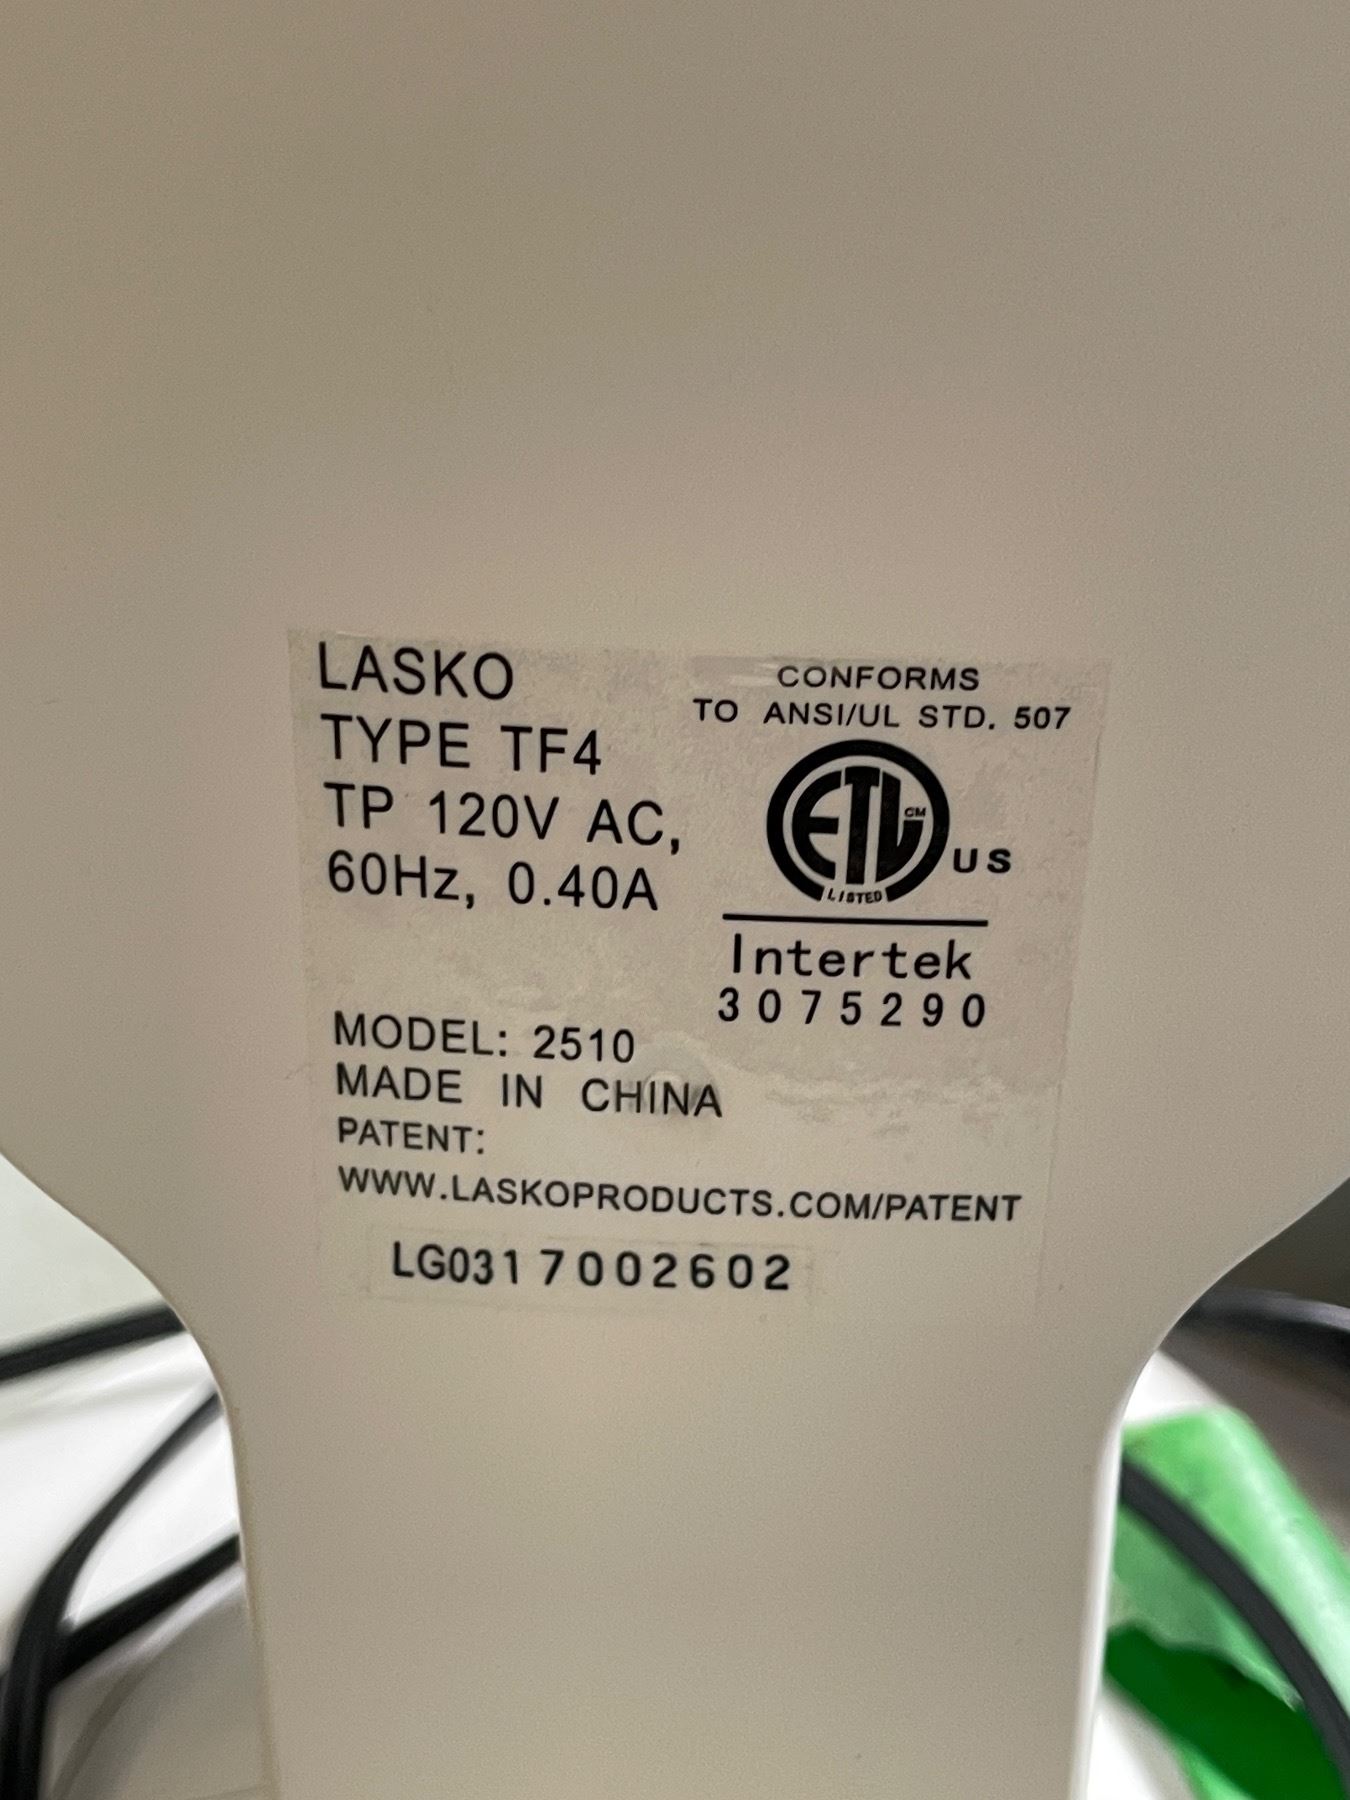 LASKO
TYPE TF4
TP 120V AC,
60Hz, 0.40A
CONFORMS
TO ANSI/UL STD. 507
ETL CM
LISTED
US
Intertek
3075290
MODEL: 2510
MADE IN CHINA
PATENT:
WWW.LASKOPRODUCTS.COM/PATENT
LG0317002602